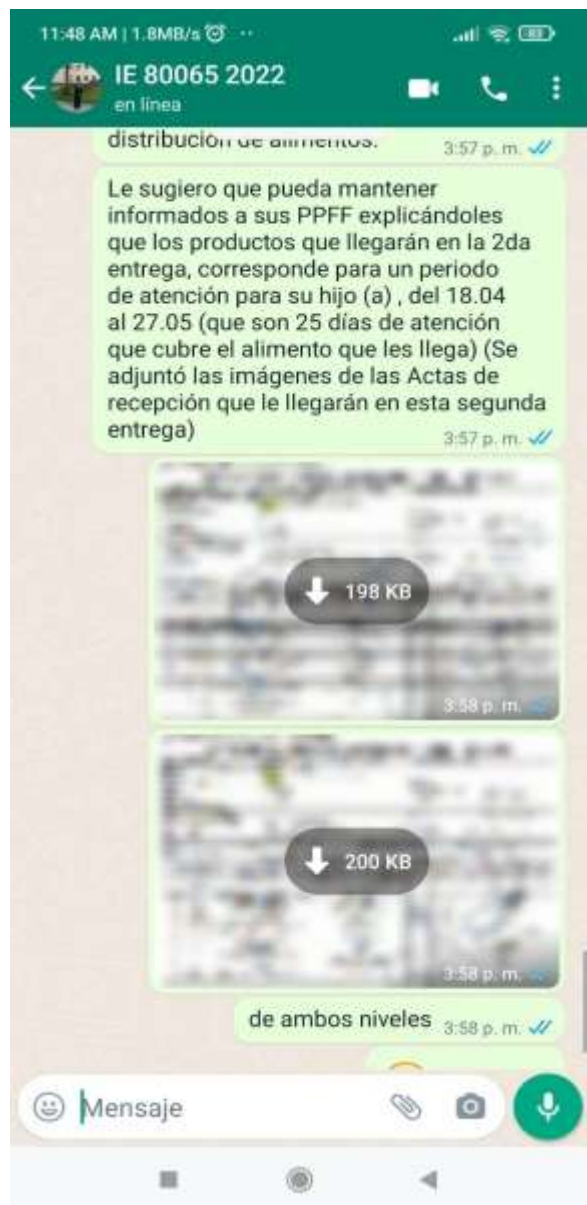 11:48 AM | 1.8MB/s
IE 80065 2022
en línea
distribución de alimentos.
3:57 p. m.
Le sugiero que pueda mantener
informados a sus PPFF explicándoles
que los productos que llegarán en la 2da
entrega, corresponde para un periodo
de atención para su hijo (a) , del 18.04
al 27.05 (que son 25 días de atención
que cubre el alimento que les llega) (Se
adjuntó las imágenes de las Actas de
recepción que le llegarán en esta segunda
entrega)
3:57 p. m.
198 KB
3:58 p. m.
200 KB
3:58 p. m.
de ambos niveles
3:58 p. m.
Mensaje